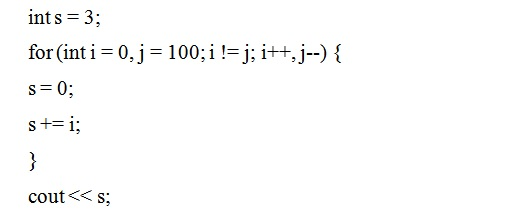 int s = 3;
for (int i = 0, j = 100; i != j; i++, j--) {
s = 0;
s += i;
}
cout << s;